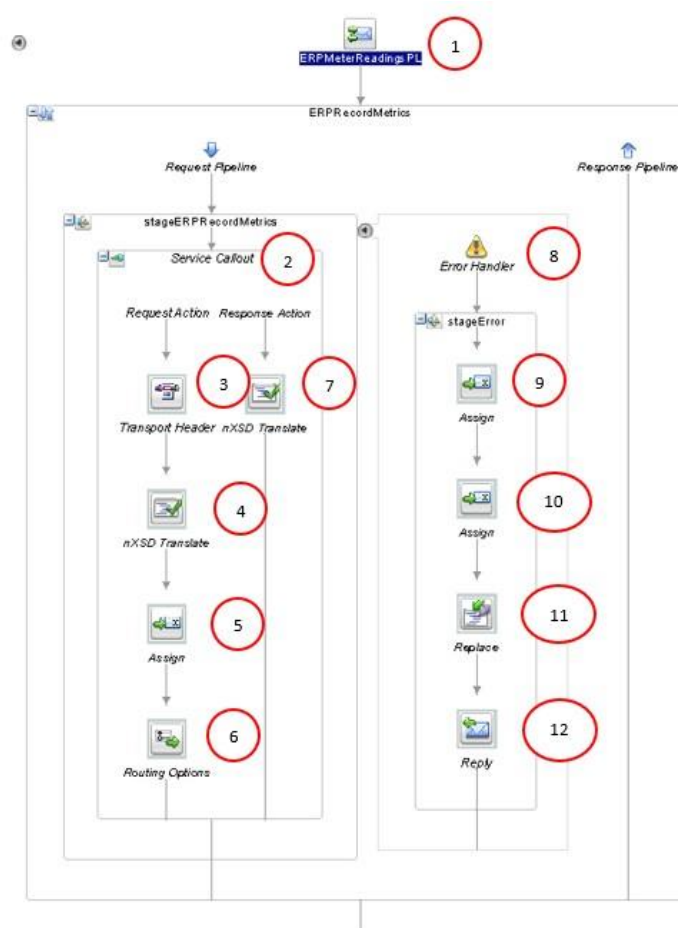 ERPMeterReadingsPL
1
ERPRecordMetrics
Request Pipeline
Response Pipeline
stageERPRecordMetrics
Service Callout
2
Request Action
Response Action
3
7
Transport Header
nXSD Translate
4
nXSD Translate
5
Assign
6
Routing Options
8
Error Handler
stageError
9
Assign
10
Assign
11
Replace
12
Reply